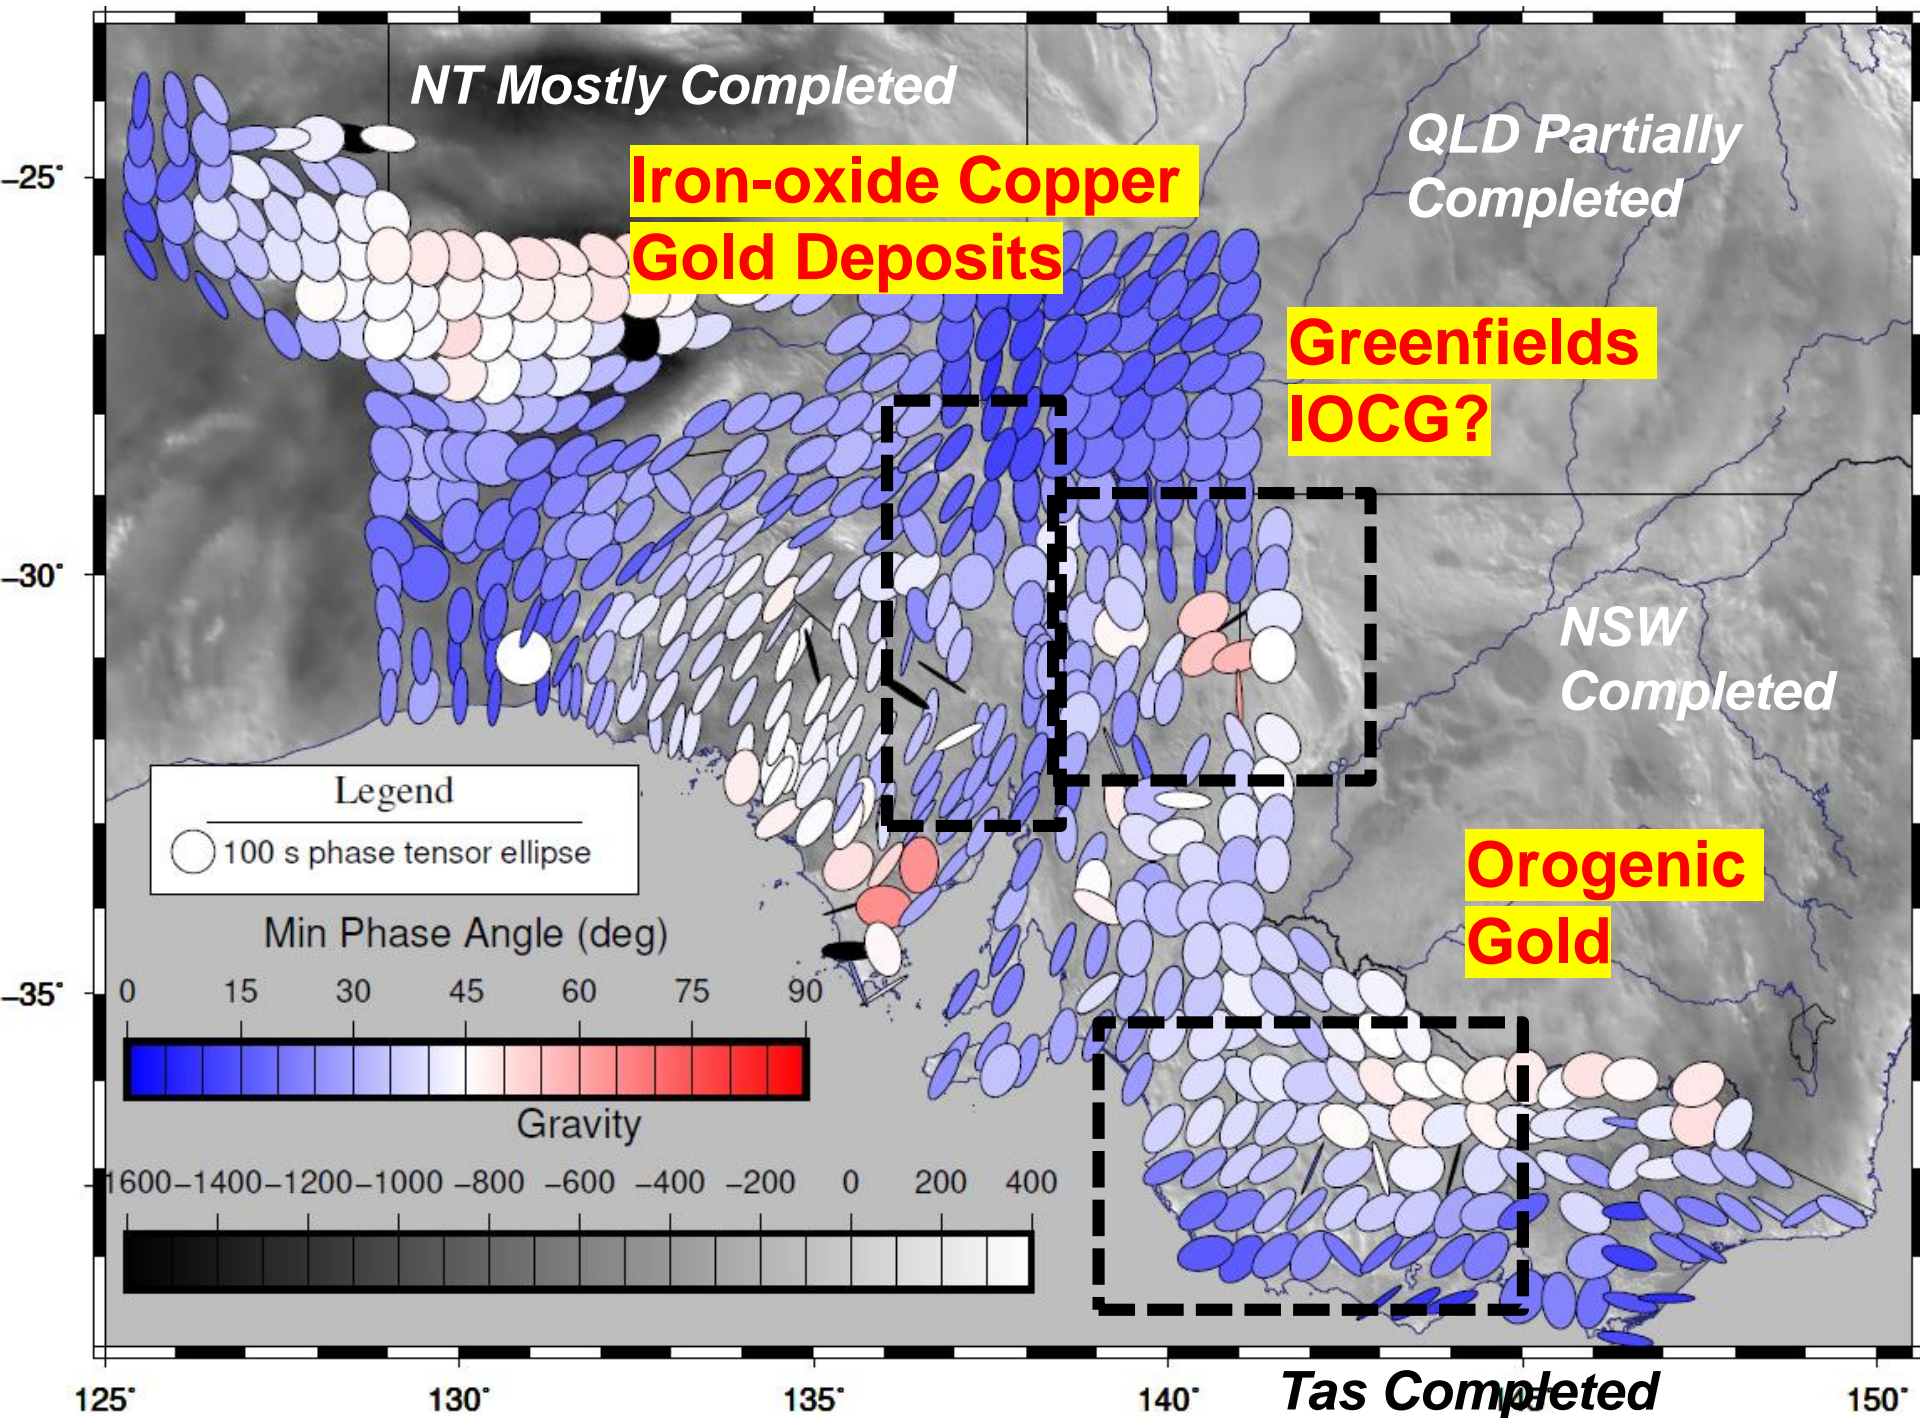 NT Mostly Completed
QLD Partially
Completed
Iron-oxide Copper
Gold Deposits
Greenfields
IOCG?
NSW
Completed
Orogenic
Gold
−25°
−30°
−35°
Legend
100 s phase tensor ellipse
Min Phase Angle (deg)
0 15 30 45 60 75 90
Gravity
1600 −1400 −1200 −1000 −800 −600 −400 −200 0 200 400
Tas Completed
125° 130° 135° 140° 145° 150°